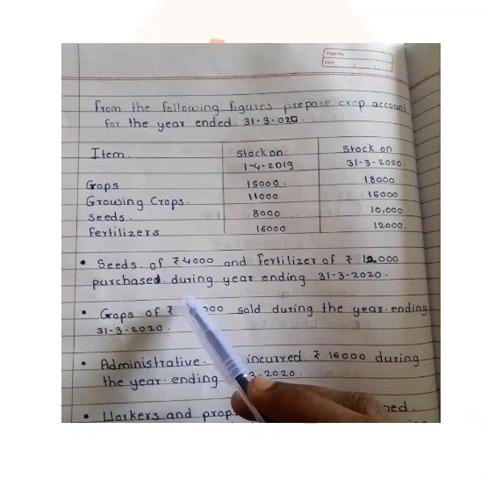 Page No.
Date
from the following figures prepare crop account
for the year ended 31-3-020.
Item. Stock on Stock on
1-4-2019 31-3-2020
Crops 15000. 18000
Growing Crops. 11000 15000
Seeds. 8000 10,000
Fertilizers 16000 12000.
• Seeds of ₹4000 and fertilizer of ₹ 12,000
purchased during year ending 31-3-2020.
• Crops of ₹ 000 sold during the year ending
31-3-2020.
• Administrative. incurred ₹ 16000 during
the year ending 3-2020.
• Workers and